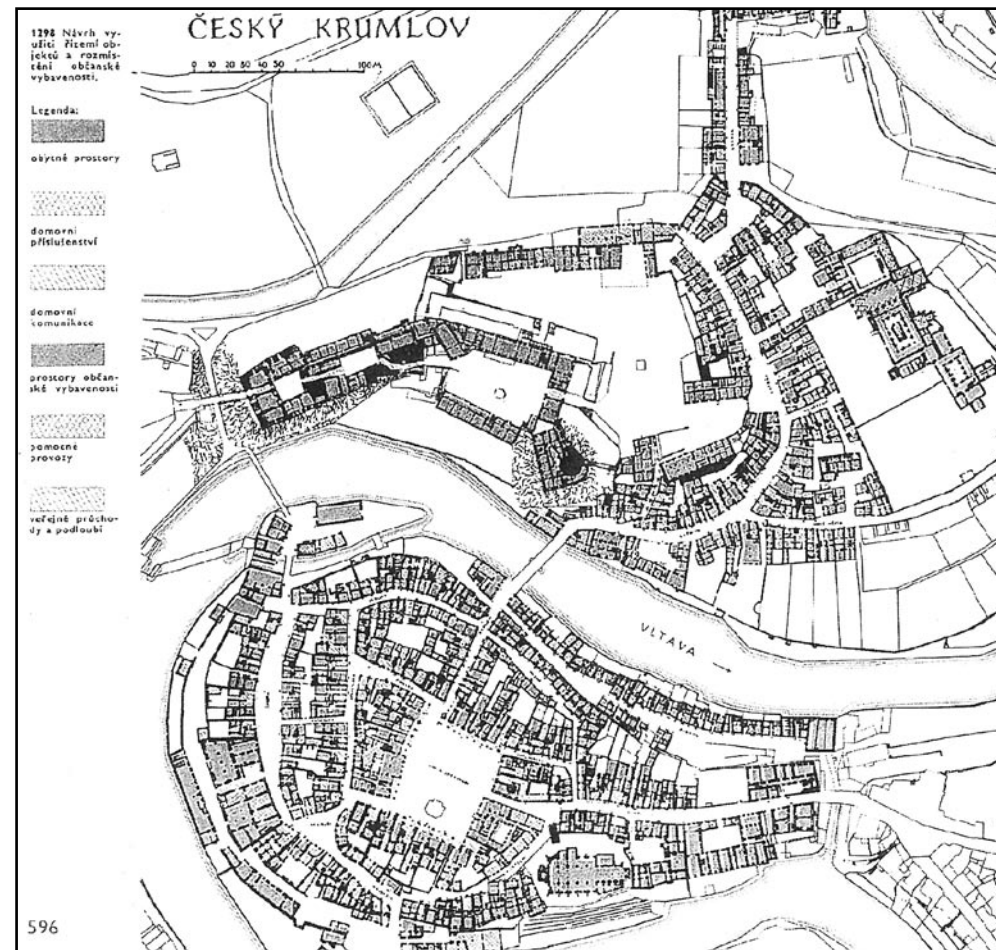 ČESKÝ KRUMLOV
1298 Návrh vy-
užití řízemí ob-
jektů a rozmís-
tění občanské
vybavenosti.
0 10 20 30 40 50 100M
Legenda:
obytné prostory
domovní
příslušenství
domovní
komunikace
prostory občan-
ské vybavenosti
pomocné
provozy
veřejné průcho-
dy a podloubí
VLTAVA
596